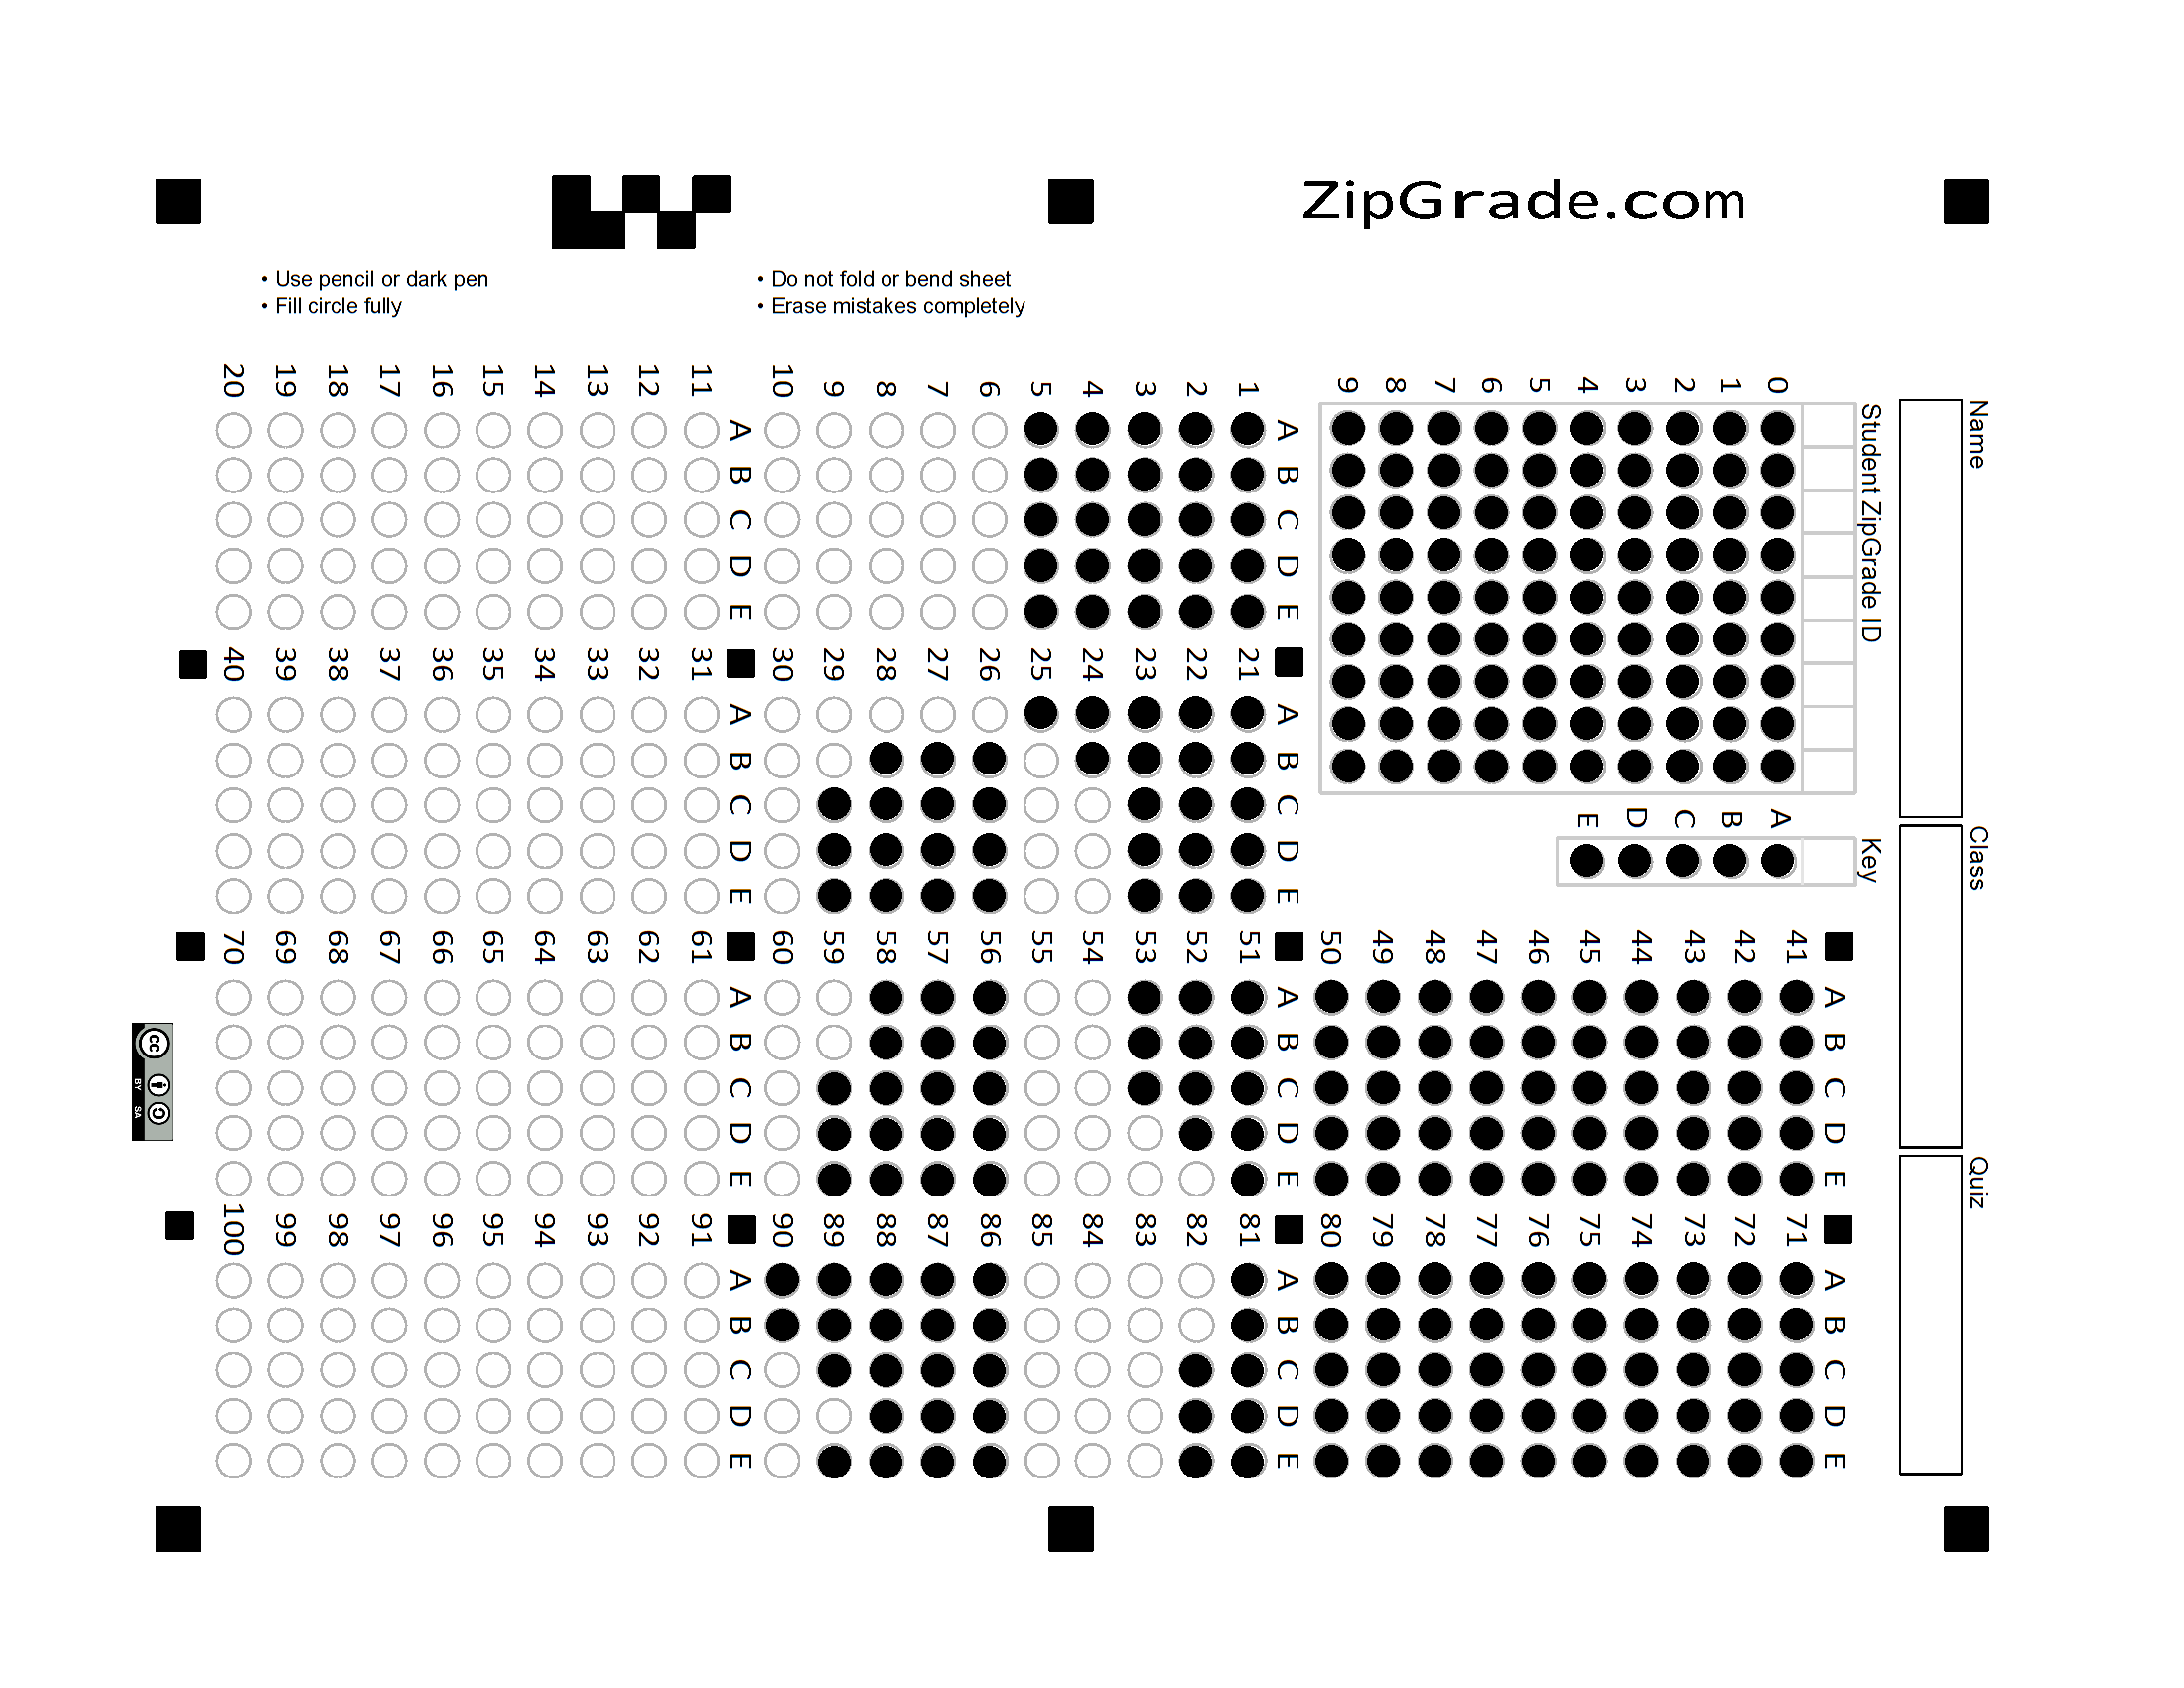 ZipGrade.com
• Use pencil or dark pen
• Fill circle fully
• Do not fold or bend sheet
• Erase mistakes completely
Name
Class
Quiz
Student ZipGrade ID
0 1 2 3 4 5 6 7 8 9
Key
A B C D E
1 2 3 4 5 6 7 8 9 10
A B C D E
11 12 13 14 15 16 17 18 19 20
A B C D E
21 22 23 24 25 26 27 28 29 30
A B C D E
31 32 33 34 35 36 37 38 39 40
A B C D E
41 42 43 44 45 46 47 48 49 50
A B C D E
51 52 53 54 55 56 57 58 59 60
A B C D E
61 62 63 64 65 66 67 68 69 70
A B C D E
71 72 73 74 75 76 77 78 79 80
A B C D E
81 82 83 84 85 86 87 88 89 90
A B C D E
91 92 93 94 95 96 97 98 99 100
A B C D E
cc
BY SA